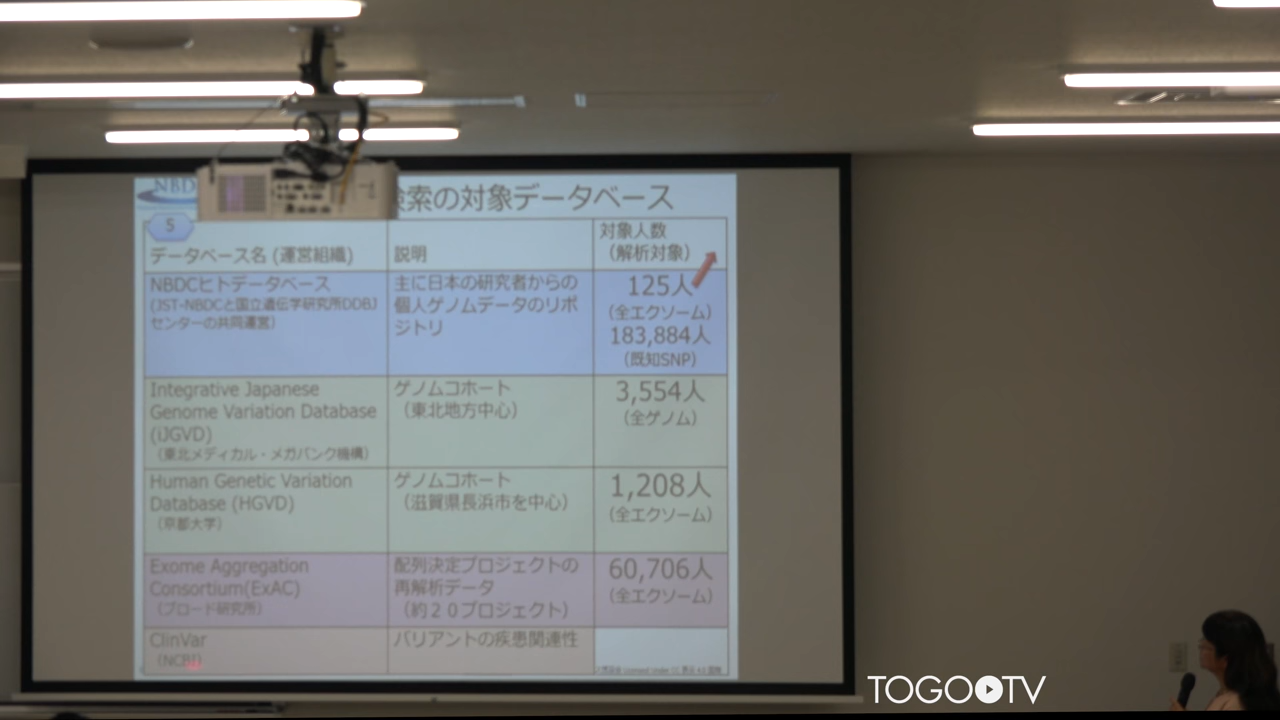 NBD
検索の対象データベース
5
データベース名 (運営組織)
説明
対象人数
(解析対象)
NBDCヒトデータベース
(JST-NBDCと国立遺伝学研究所DDBJ
センターの共同運営)
主に日本の研究者からの
個人ゲノムデータのリポ
ジトリ
125人
(全エクソーム)
183,884人
(既知SNP)
Integrative Japanese
Genome Variation Database
(iJGVD)
(東北メディカル・メガバンク機構)
ゲノムコホート
(東北地方中心)
3,554人
(全ゲノム)
Human Genetic Variation
Database (HGVD)
(京都大学)
ゲノムコホート
(滋賀県長浜市を中心)
1,208人
(全エクソーム)
Exome Aggregation
Consortium(ExAC)
(ブロード研究所)
配列決定プロジェクトの
再解析データ
(約20プロジェクト)
60,706人
(全エクソーム)
ClinVar
(NCBI)
バリアントの疾患関連性
TOGOTV